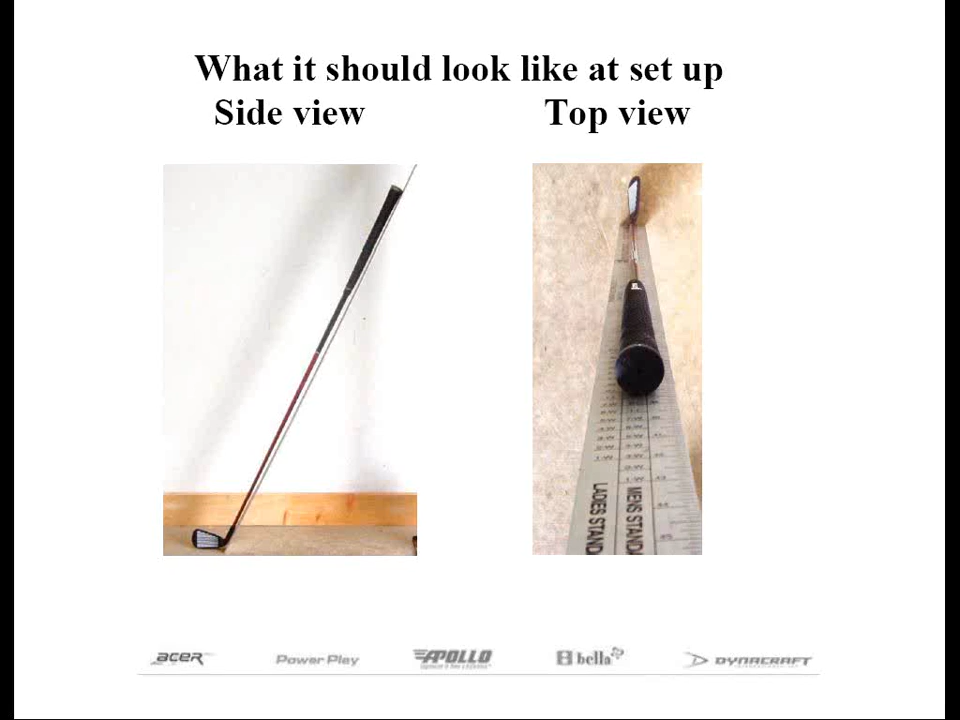 What it should look like at set up
Side view Top view
LADIES STAND
MENS STANDA
ACER
Power Play
APOLLO
bella
DYNACRAFT